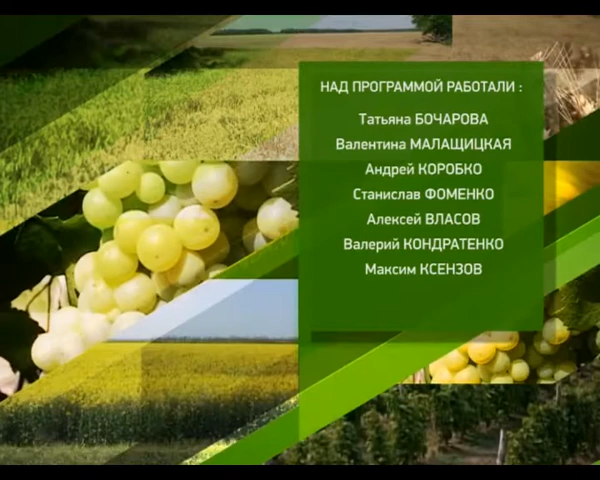 НАД ПРОГРАММОЙ РАБОТАЛИ :
Татьяна БОЧАРОВА
Валентина МАЛАЩИЦКАЯ
Андрей КОРОБКО
Станислав ФОМЕНКО
Алексей ВЛАСОВ
Валерий КОНДРАТЕНКО
Максим КСЕНЗОВ